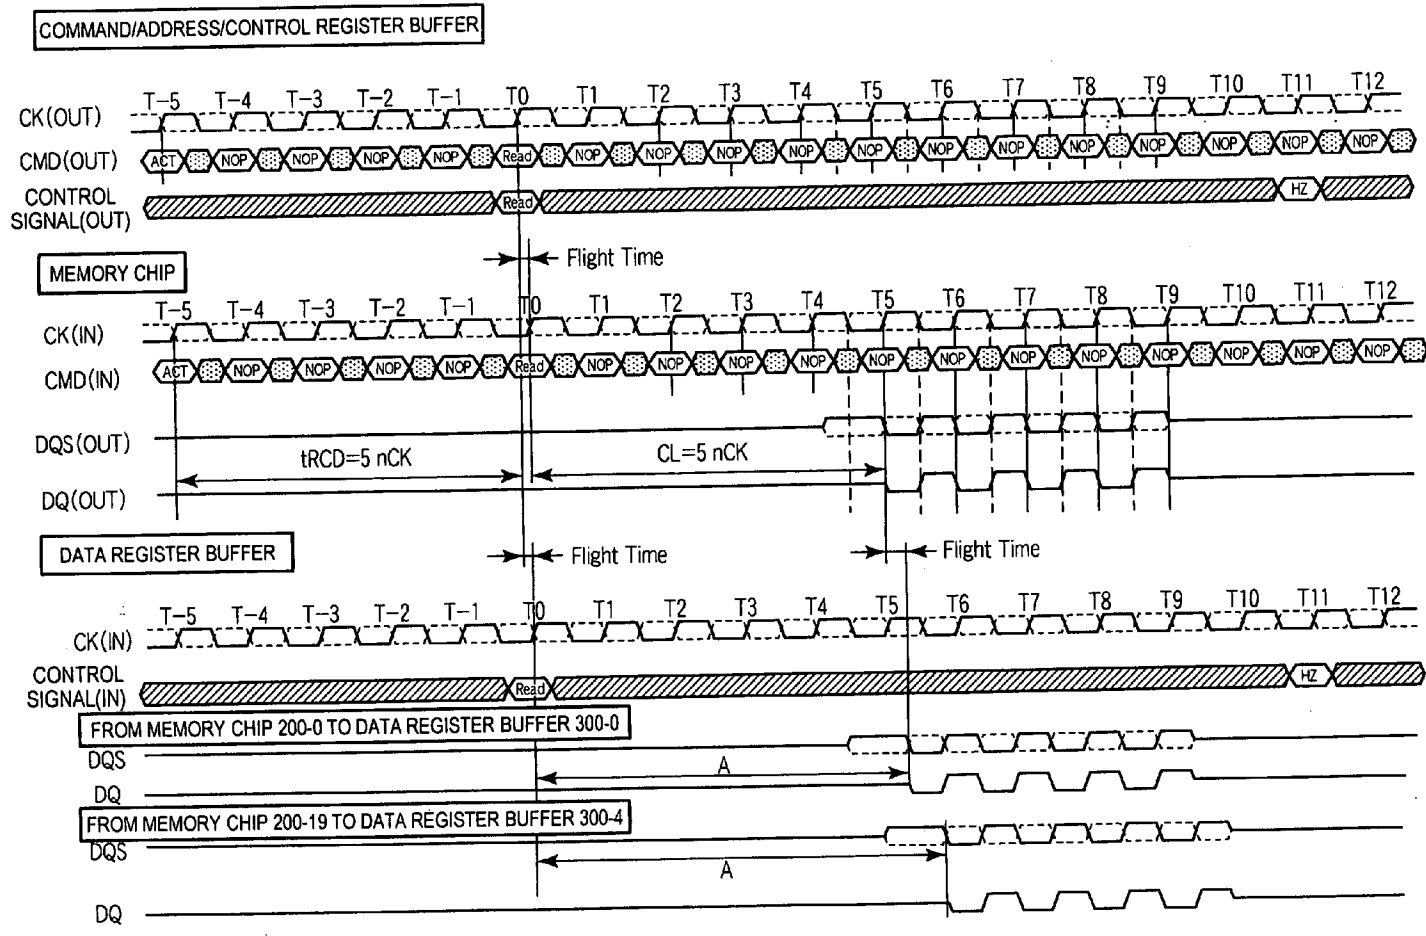 COMMAND/ADDRESS/CONTROL REGISTER BUFFER
T-5 T-4 T-3 T-2 T-1 T0 T1 T2 T3 T4 T5 T6 T7 T8 T9 T10 T11 T12
CK(OUT)
CMD(OUT) ACT NOP NOP NOP NOP Read NOP NOP NOP NOP NOP NOP NOP NOP NOP NOP NOP NOP
CONTROL
SIGNAL(OUT) Read HZ
Flight Time
MEMORY CHIP
T-5 T-4 T-3 T-2 T-1 T0 T1 T2 T3 T4 T5 T6 T7 T8 T9 T10 T11 T12
CK(IN)
CMD(IN) ACT NOP NOP NOP NOP Read NOP NOP NOP NOP NOP NOP NOP NOP NOP NOP NOP NOP
DQS(OUT)
tRCD=5 nCK CL=5 nCK
DQ(OUT)
DATA REGISTER BUFFER
Flight Time Flight Time
T-5 T-4 T-3 T-2 T-1 T0 T1 T2 T3 T4 T5 T6 T7 T8 T9 T10 T11 T12
CK(IN)
CONTROL
SIGNAL(IN) Read HZ
FROM MEMORY CHIP 200-0 TO DATA REGISTER BUFFER 300-0
DQS
A
DQ
FROM MEMORY CHIP 200-19 TO DATA REGISTER BUFFER 300-4
DQS
A
DQ